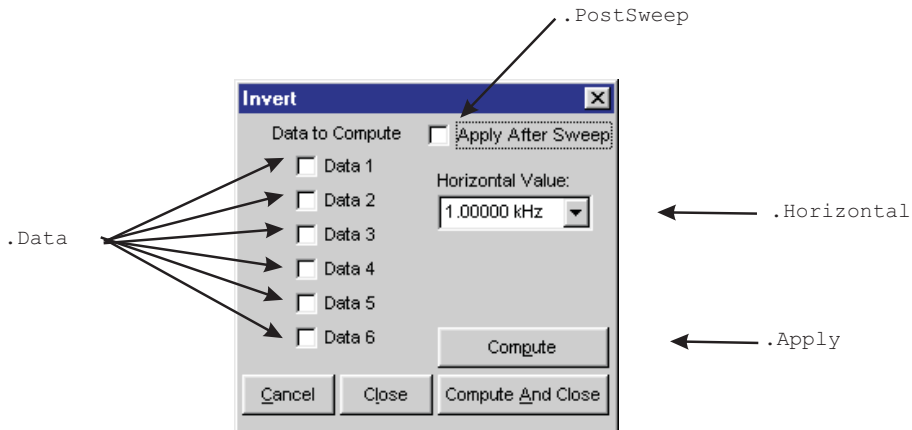 .PostSweep
Invert
Data to Compute
Apply After Sweep
Data 1
Data 2
Data 3
Data 4
Data 5
Data 6
.Data
Horizontal Value:
1.00000 kHz
.Horizontal
Compute
.Apply
Cancel
Close
Compute And Close